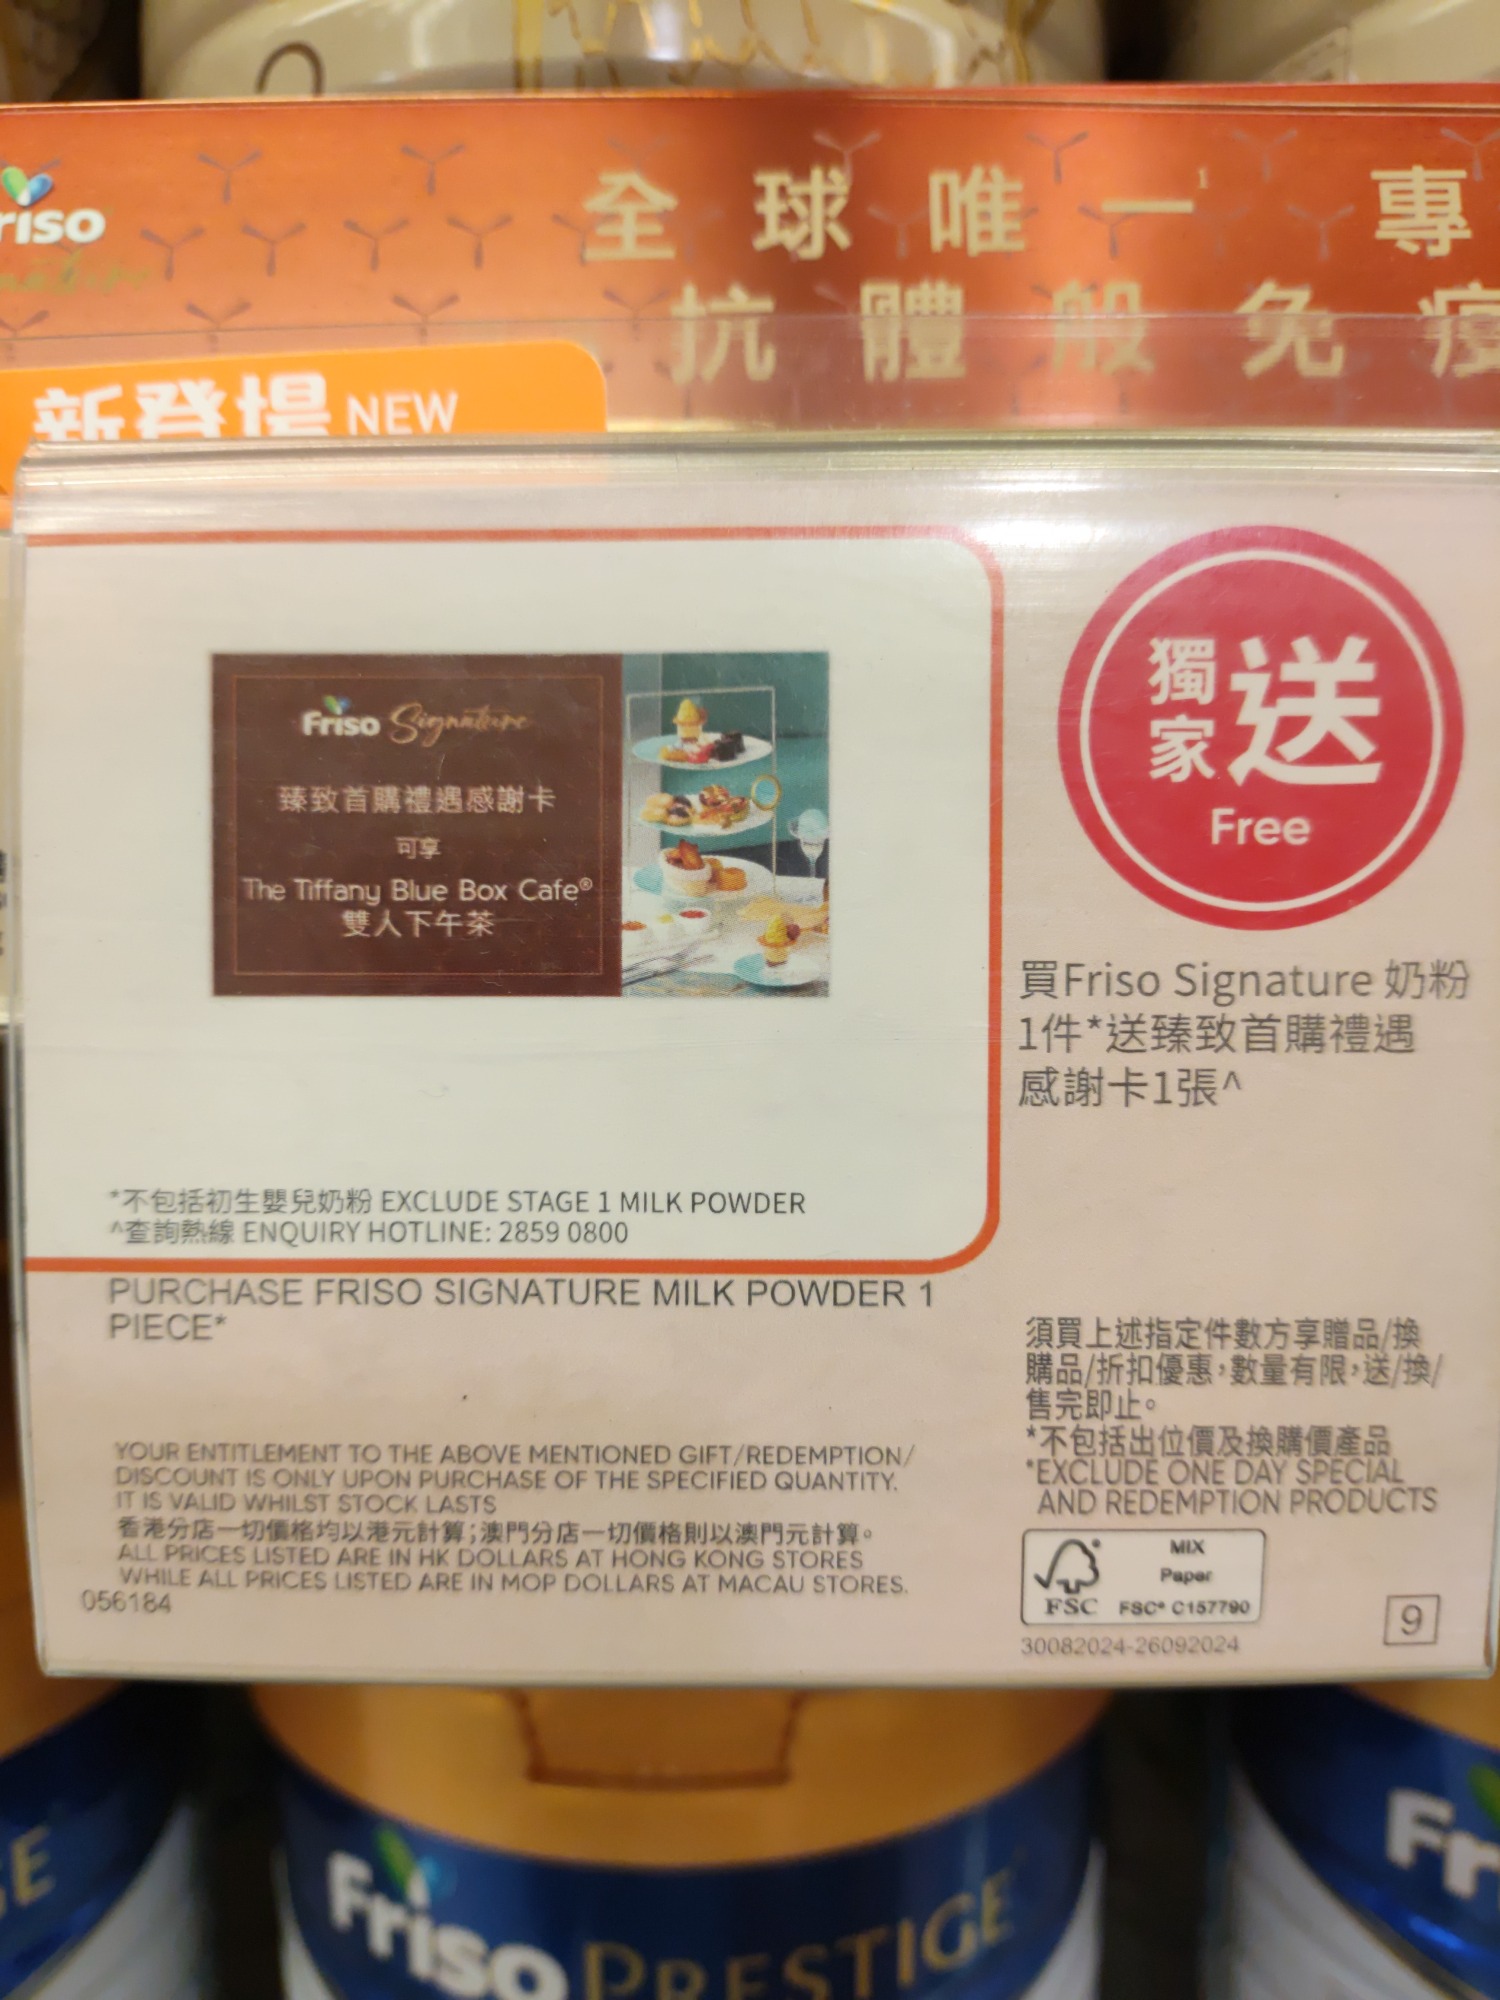 riso
全球唯一¹ 專
抗體般免疫
新登場 NEW
Friso Signature
臻致首購禮遇感謝卡
可享
The Tiffany Blue Box Cafe®
雙人下午茶
獨家送
Free
買Friso Signature 奶粉
1件*送臻致首購禮遇
感謝卡1張^
*不包括初生嬰兒奶粉 EXCLUDE STAGE 1 MILK POWDER
^查詢熱線 ENQUIRY HOTLINE: 2859 0800
PURCHASE FRISO SIGNATURE MILK POWDER 1
PIECE*
須買上述指定件數方享贈品/換
購品/折扣優惠，數量有限，送/換/
售完即止。
*不包括出位價及換購價產品
*EXCLUDE ONE DAY SPECIAL
AND REDEMPTION PRODUCTS
YOUR ENTITLEMENT TO THE ABOVE MENTIONED GIFT/REDEMPTION/
DISCOUNT IS ONLY UPON PURCHASE OF THE SPECIFIED QUANTITY.
IT IS VALID WHILST STOCK LASTS
香港分店一切價格均以港元計算；澳門分店一切價格則以澳門元計算。
ALL PRICES LISTED ARE IN HK DOLLARS AT HONG KONG STORES
WHILE ALL PRICES LISTED ARE IN MOP DOLLARS AT MACAU STORES.
056184
MIX
Paper
FSC FSC® C157790
30082024-26092024
9
GE
Friso PRESTIGE
Fr